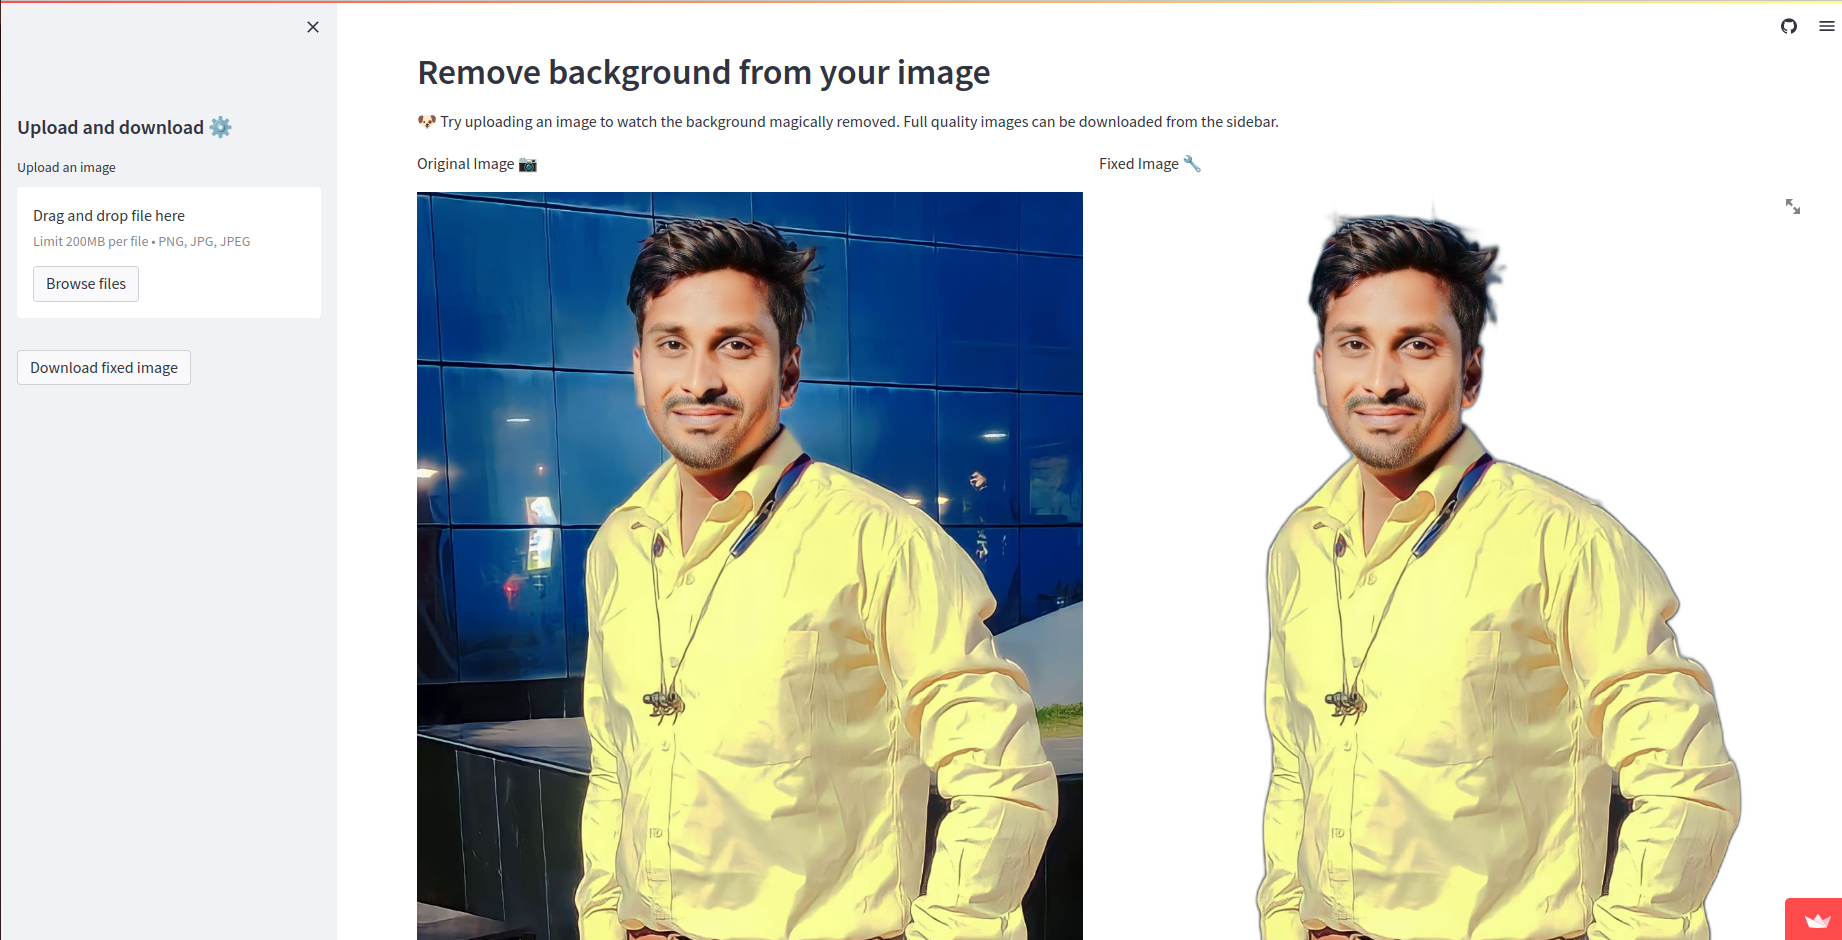 Upload and download
Upload an image
Drag and drop file here
Limit 200MB per file • PNG, JPG, JPEG
Browse files
Download fixed image
Remove background from your image
Try uploading an image to watch the background magically removed. Full quality images can be downloaded from the sidebar.
Original Image
Fixed Image